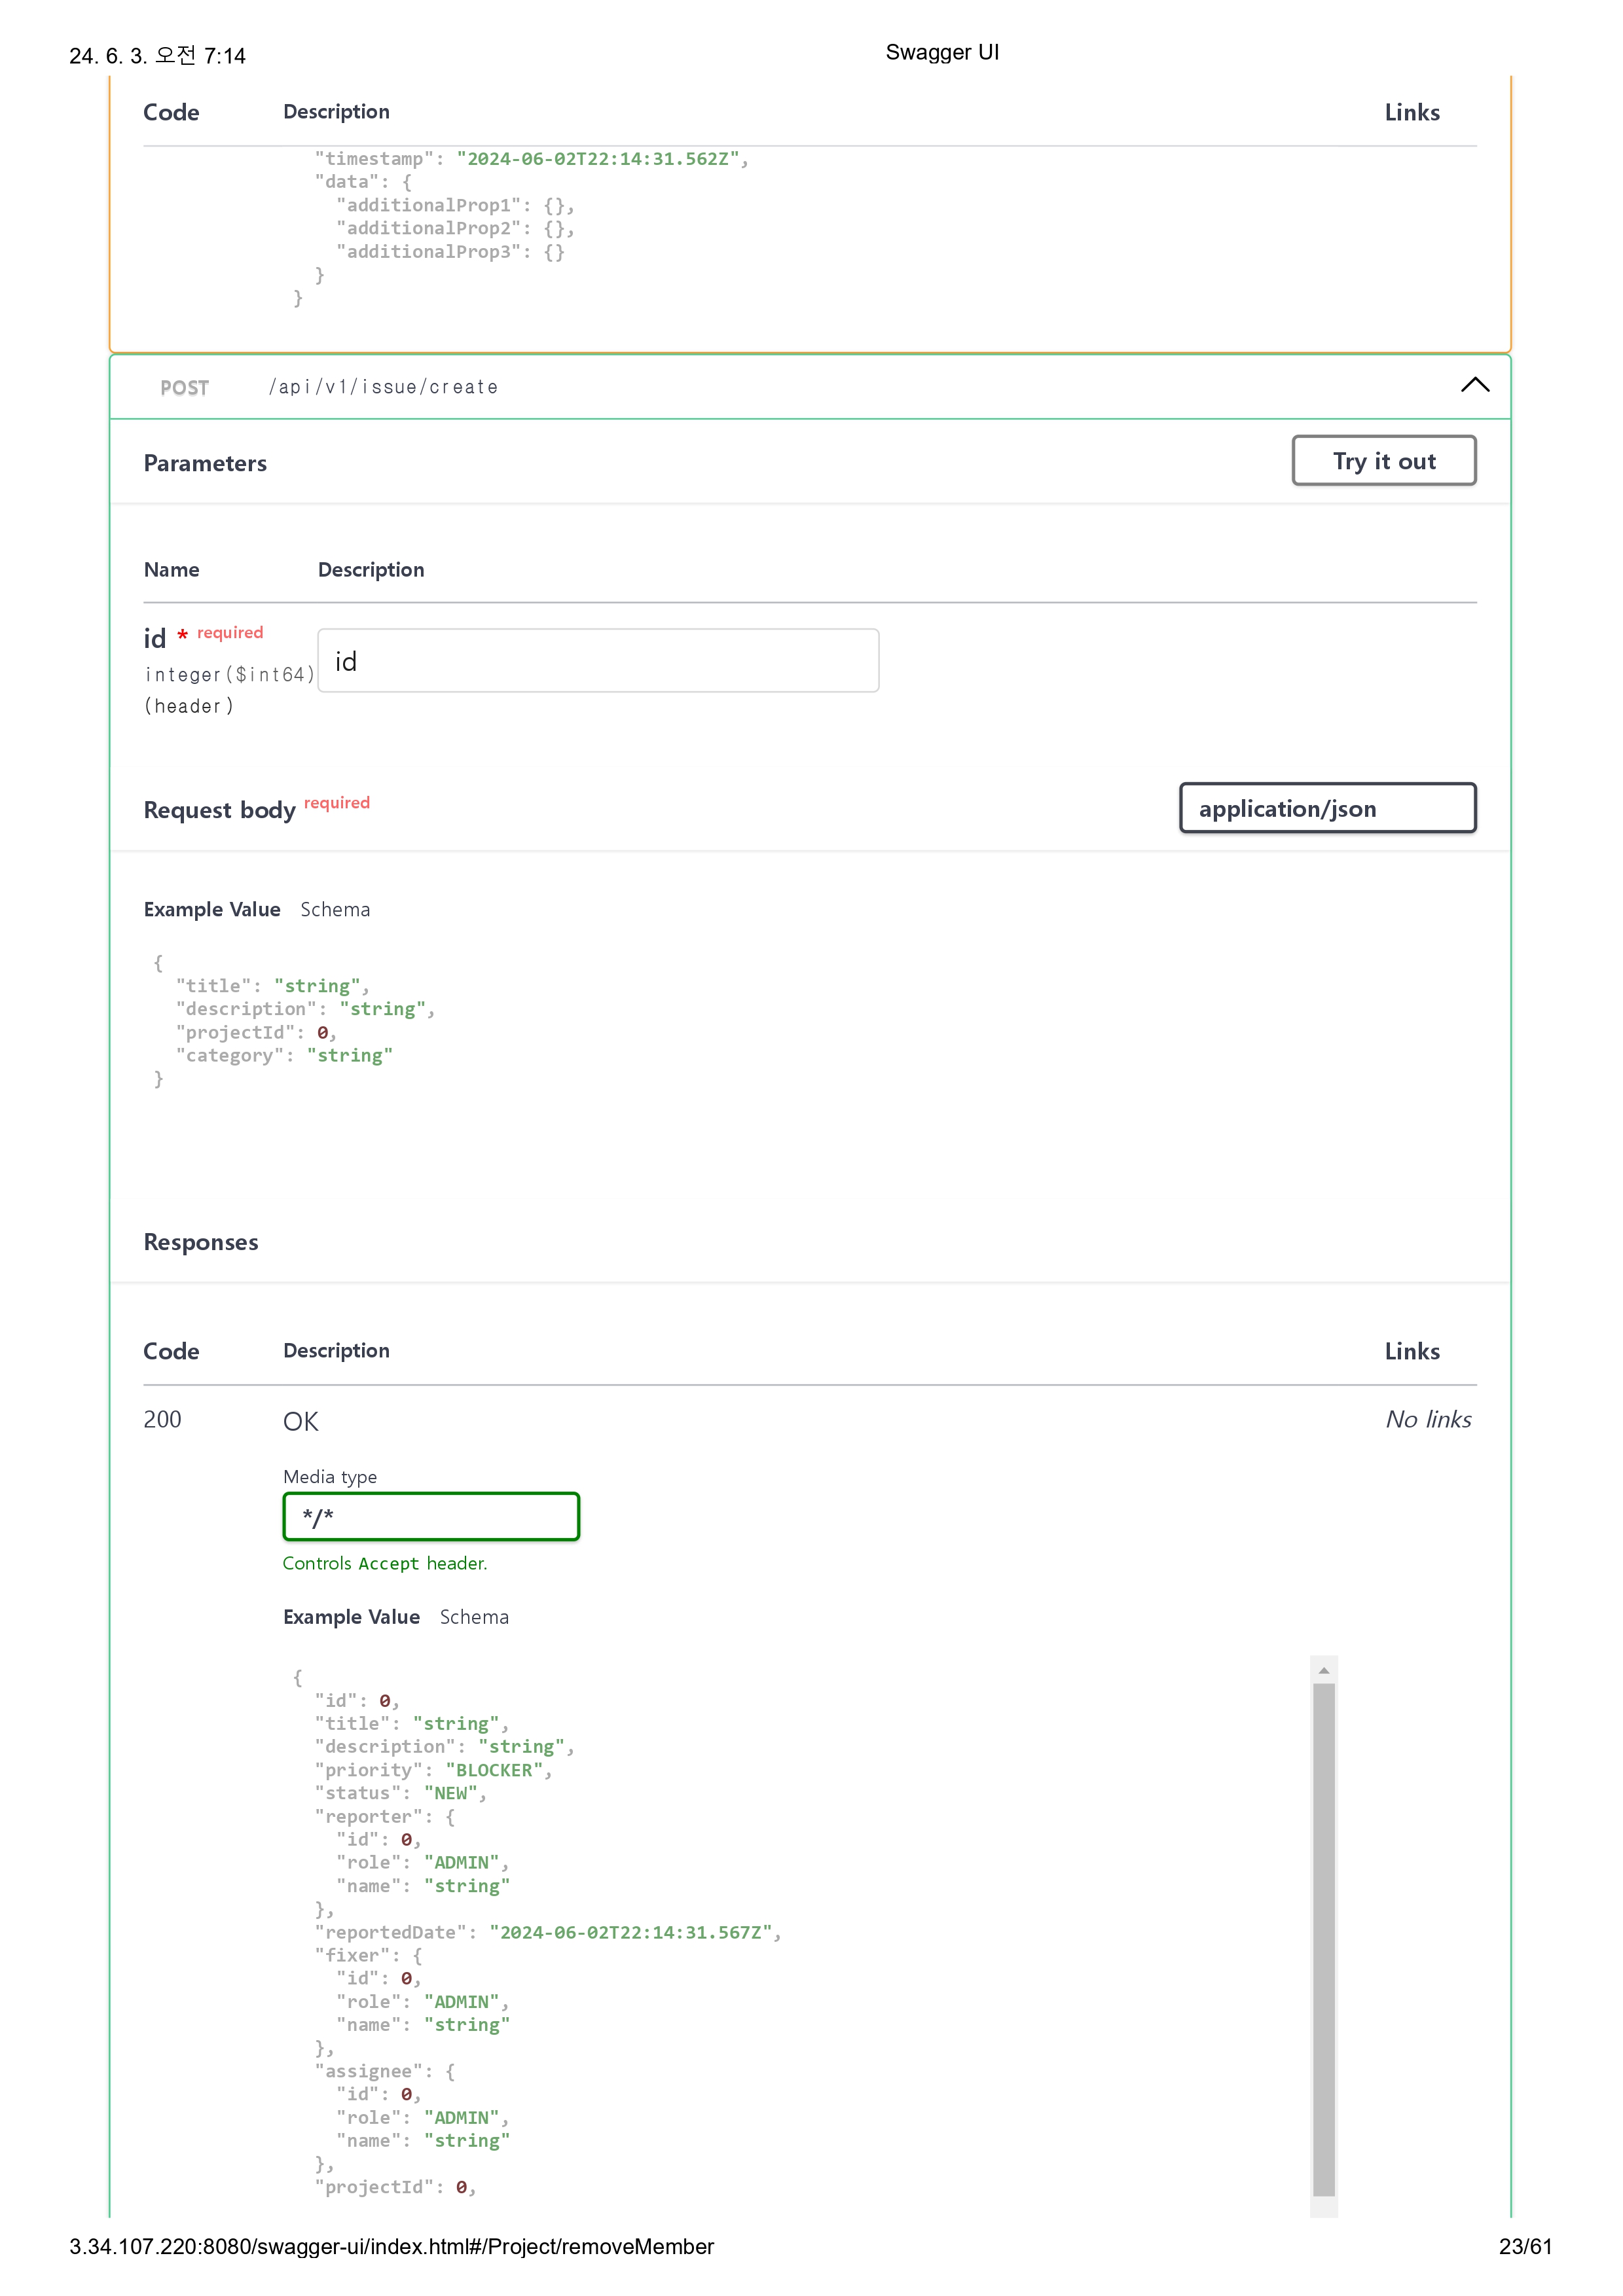 24. 6. 3. 오전 7:14
Swagger UI
Code Description Links
"timestamp": "2024-06-02T22:14:31.562Z",
"data": {
"additionalProp1": {},
"additionalProp2": {},
"additionalProp3": {}
}
}
POST /api/v1/issue/create
Parameters
Try it out
Name Description
id * required
integer($int64)
(header)
id
Request body required
application/json
Example Value Schema
{
"title": "string",
"description": "string",
"projectId": 0,
"category": "string"
}
Responses
Code Description Links
200 OK No links
Media type
*/*
Controls Accept header.
Example Value Schema
{
"id": 0,
"title": "string",
"description": "string",
"priority": "BLOCKER",
"status": "NEW",
"reporter": {
"id": 0,
"role": "ADMIN",
"name": "string"
},
"reportedDate": "2024-06-02T22:14:31.567Z",
"fixer": {
"id": 0,
"role": "ADMIN",
"name": "string"
},
"assignee": {
"id": 0,
"role": "ADMIN",
"name": "string"
},
"projectId": 0,
3.34.107.220:8080/swagger-ui/index.html#/Project/removeMember
23/61